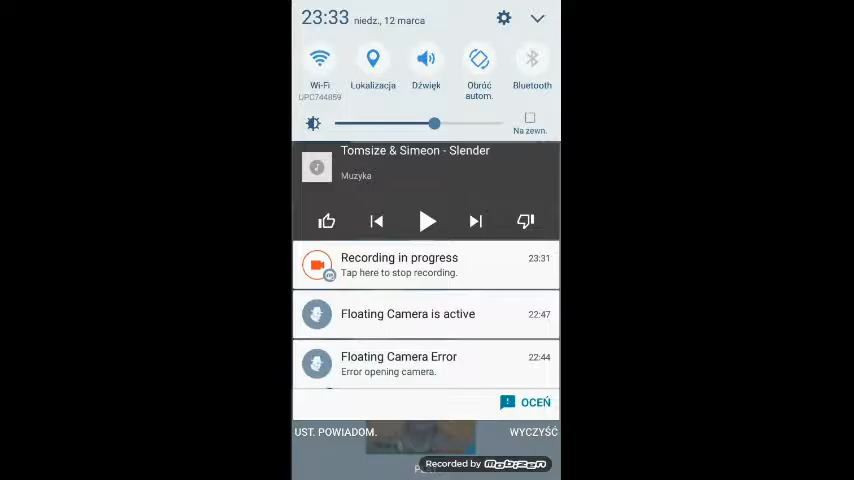 23:33 niedz., 12 marca
Wi-Fi
UPC744859
Lokalizacja
Dźwięk
Obróć
autom.
Bluetooth
Na zewn.
Tomsize & Simeon - Slender
Muzyka
Recording in progress 23:31
Tap here to stop recording.
Floating Camera is active 22:47
Floating Camera Error 22:44
Error opening camera.
OCEŃ
UST. POWIADOM. WYCZYŚĆ
Recorded by mobizen